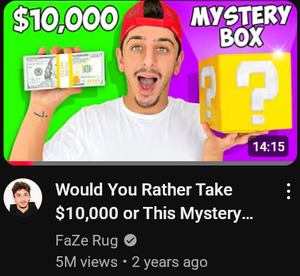 $10,000
MYSTERY
BOX
14:15
Would You Rather Take
$10,000 or This Mystery...
FaZe Rug
5M views • 2 years ago